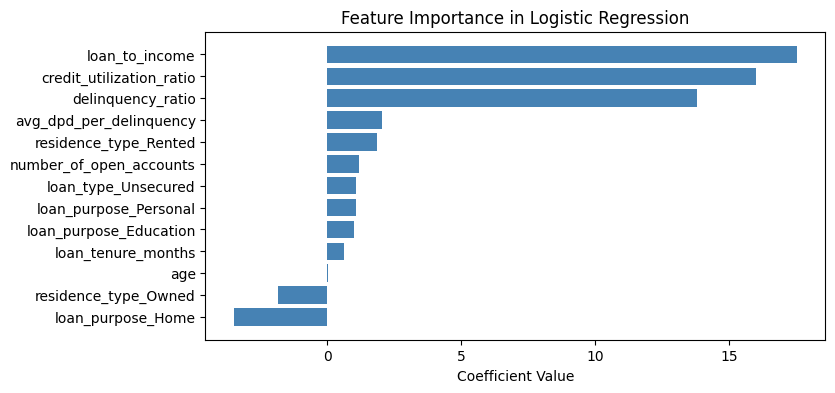 Feature Importance in Logistic Regression
loan_to_income
credit_utilization_ratio
delinquency_ratio
avg_dpd_per_delinquency
residence_type_Rented
number_of_open_accounts
loan_type_Unsecured
loan_purpose_Personal
loan_purpose_Education
loan_tenure_months
age
residence_type_Owned
loan_purpose_Home
0 5 10 15
Coefficient Value